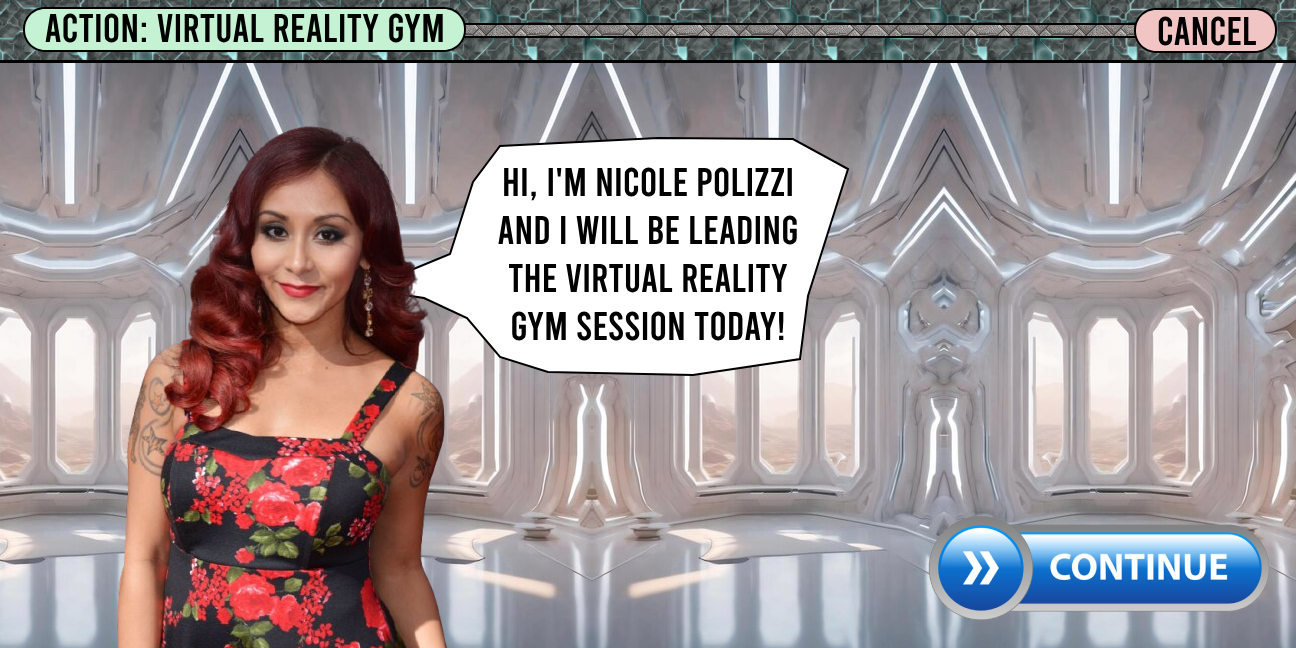 ACTION: VIRTUAL REALITY GYM
CANCEL
HI, I'M NICOLE POLIZZI
AND I WILL BE LEADING
THE VIRTUAL REALITY
GYM SESSION TODAY!
CONTINUE